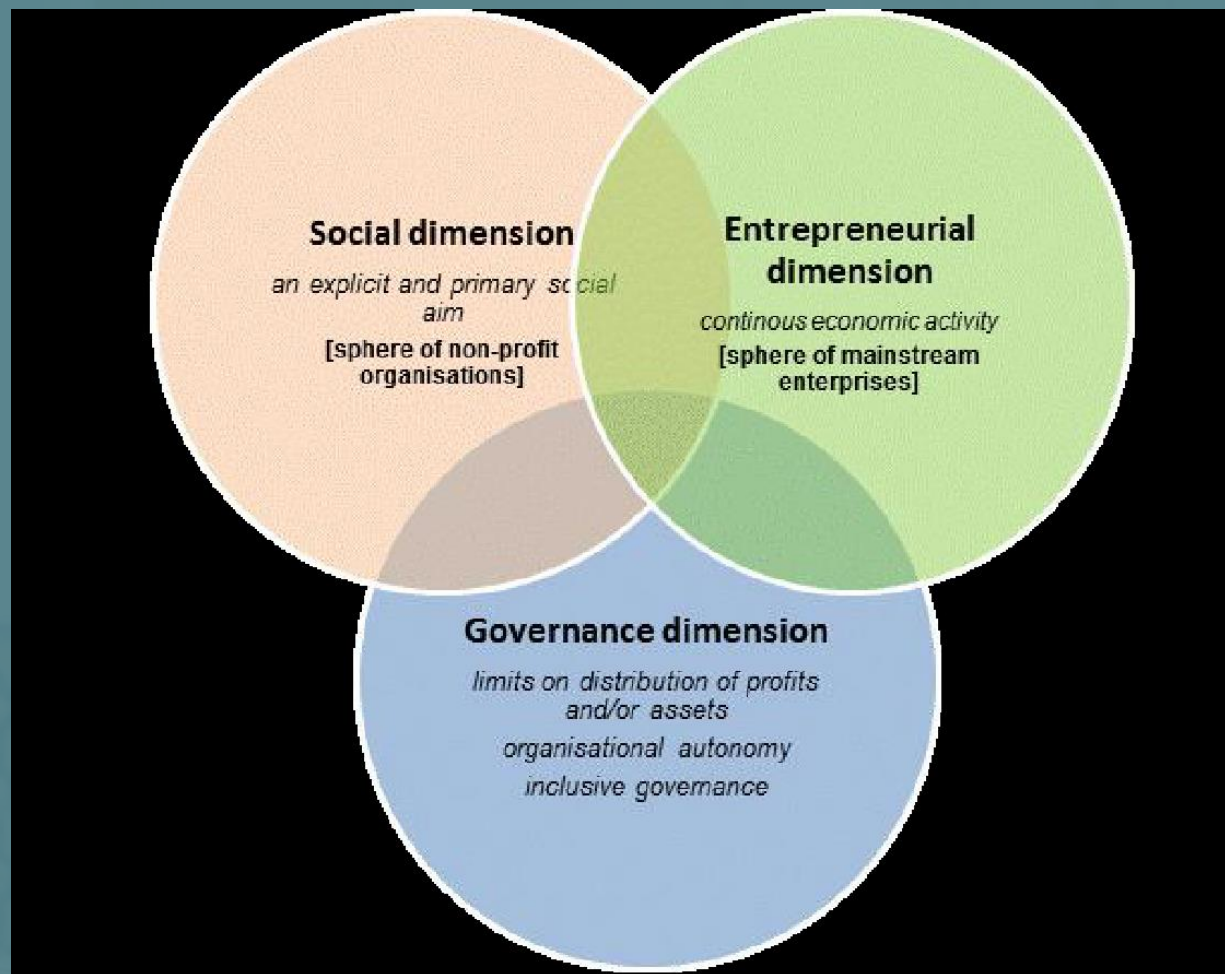 Social dimension
an explicit and primary social
aim
[sphere of non-profit
organisations]
Entrepreneurial
dimension
continous economic activity
[sphere of mainstream
enterprises]
Governance dimension
limits on distribution of profits
and/or assets
organisational autonomy
inclusive governance